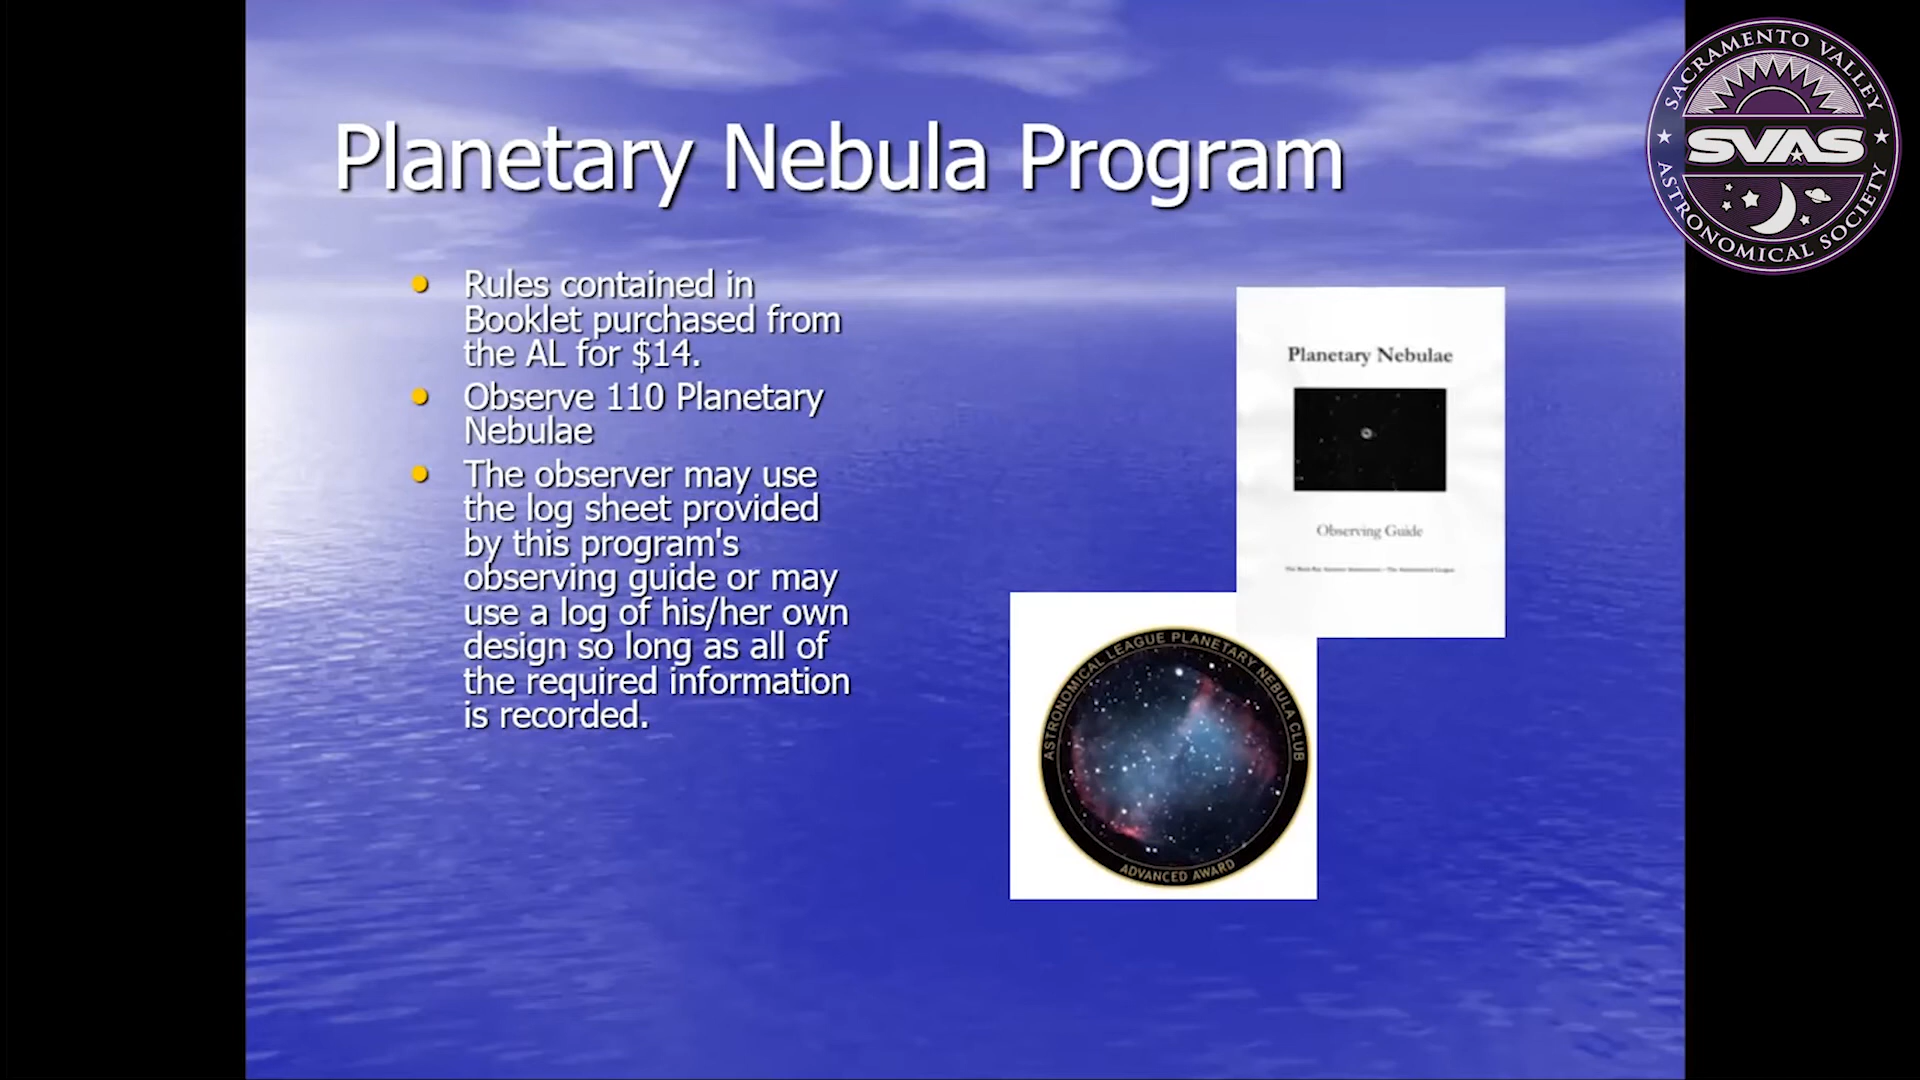 Planetary Nebula Program
Rules contained in
Booklet purchased from
the AL for $14.
Observe 110 Planetary
Nebulae
The observer may use
the log sheet provided
by this program's
observing guide or may
use a log of his/her own
design so long as all of
the required information
is recorded.
Planetary Nebulae
Observing Guide
ASTRONOMICAL LEAGUE PLANETARY NEBULA CLUB
ADVANCED AWARD
SACRAMENTO VALLEY
SVAS
ASTRONOMICAL SOCIETY